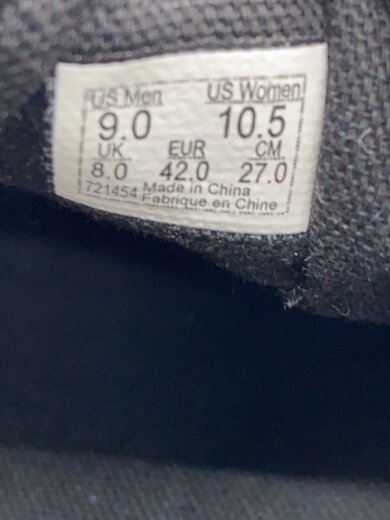 US Men US Women
9.0 10.5
UK EUR CM
8.0 42.0 27.0
721454 Made in China
Fabrique en Chine